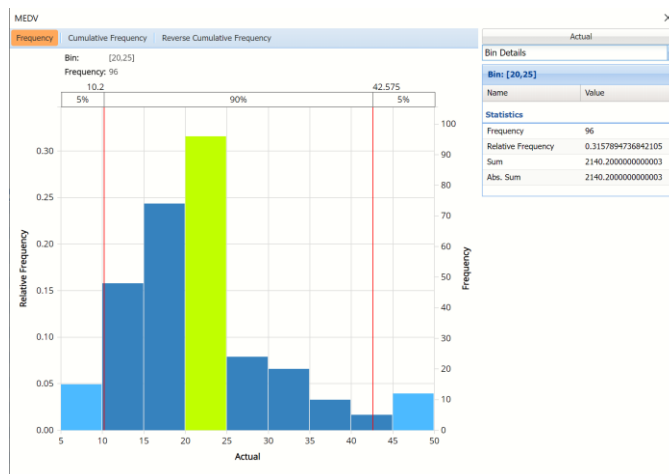 MEDV
Frequency Cumulative Frequency Reverse Cumulative Frequency
Bin: [20,25]
Frequency: 96
10.2 42.575
5% 90% 5%
Relative Frequency
0.30
0.25
0.20
0.15
0.10
0.05
0.00
100
90
80
70
60
50
40
30
20
10
0
Frequency
5 10 15 20 25 30 35 40 45 50
Actual
Actual
Bin Details
Bin: [20,25]
Name Value
Statistics
Frequency 96
Relative Frequency 0.3157894736842105
Sum 2140.2000000000003
Abs. Sum 2140.2000000000003